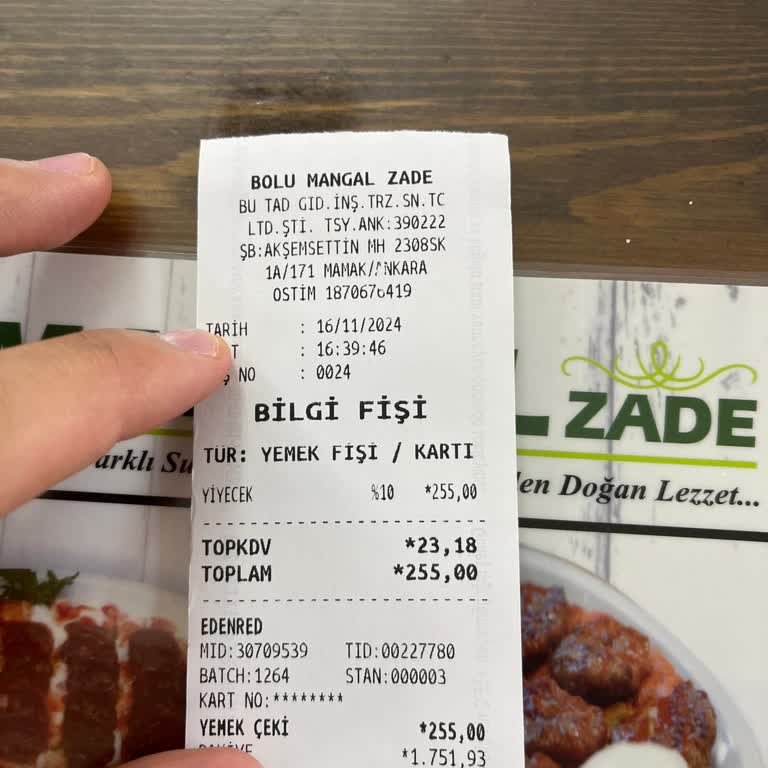 BOLU MANGAL ZADE
BU TAD GID.İNŞ.TRZ.SN.TC
LTD.ŞTİ. TSY.ANK:390222
ŞB:AKŞEMSETTİN MH 2308SK
1A/171 MAMAK/ANKARA
OSTİM 1870676419
TARİH : 16/11/2024
: 16:39:46
NO : 0024
BİLGİ FİŞİ
TÜR: YEMEK FİŞİ / KARTI
YİYECEK %10 *255,00
TOPKDV *23,18
TOPLAM *255,00
EDENRED
MID:30709539 TID:00227780
BATCH:1264 STAN:000003
KART NO:********
YEMEK ÇEKİ *255,00
*1.751,93
ZADE
Doğan Lezzet...